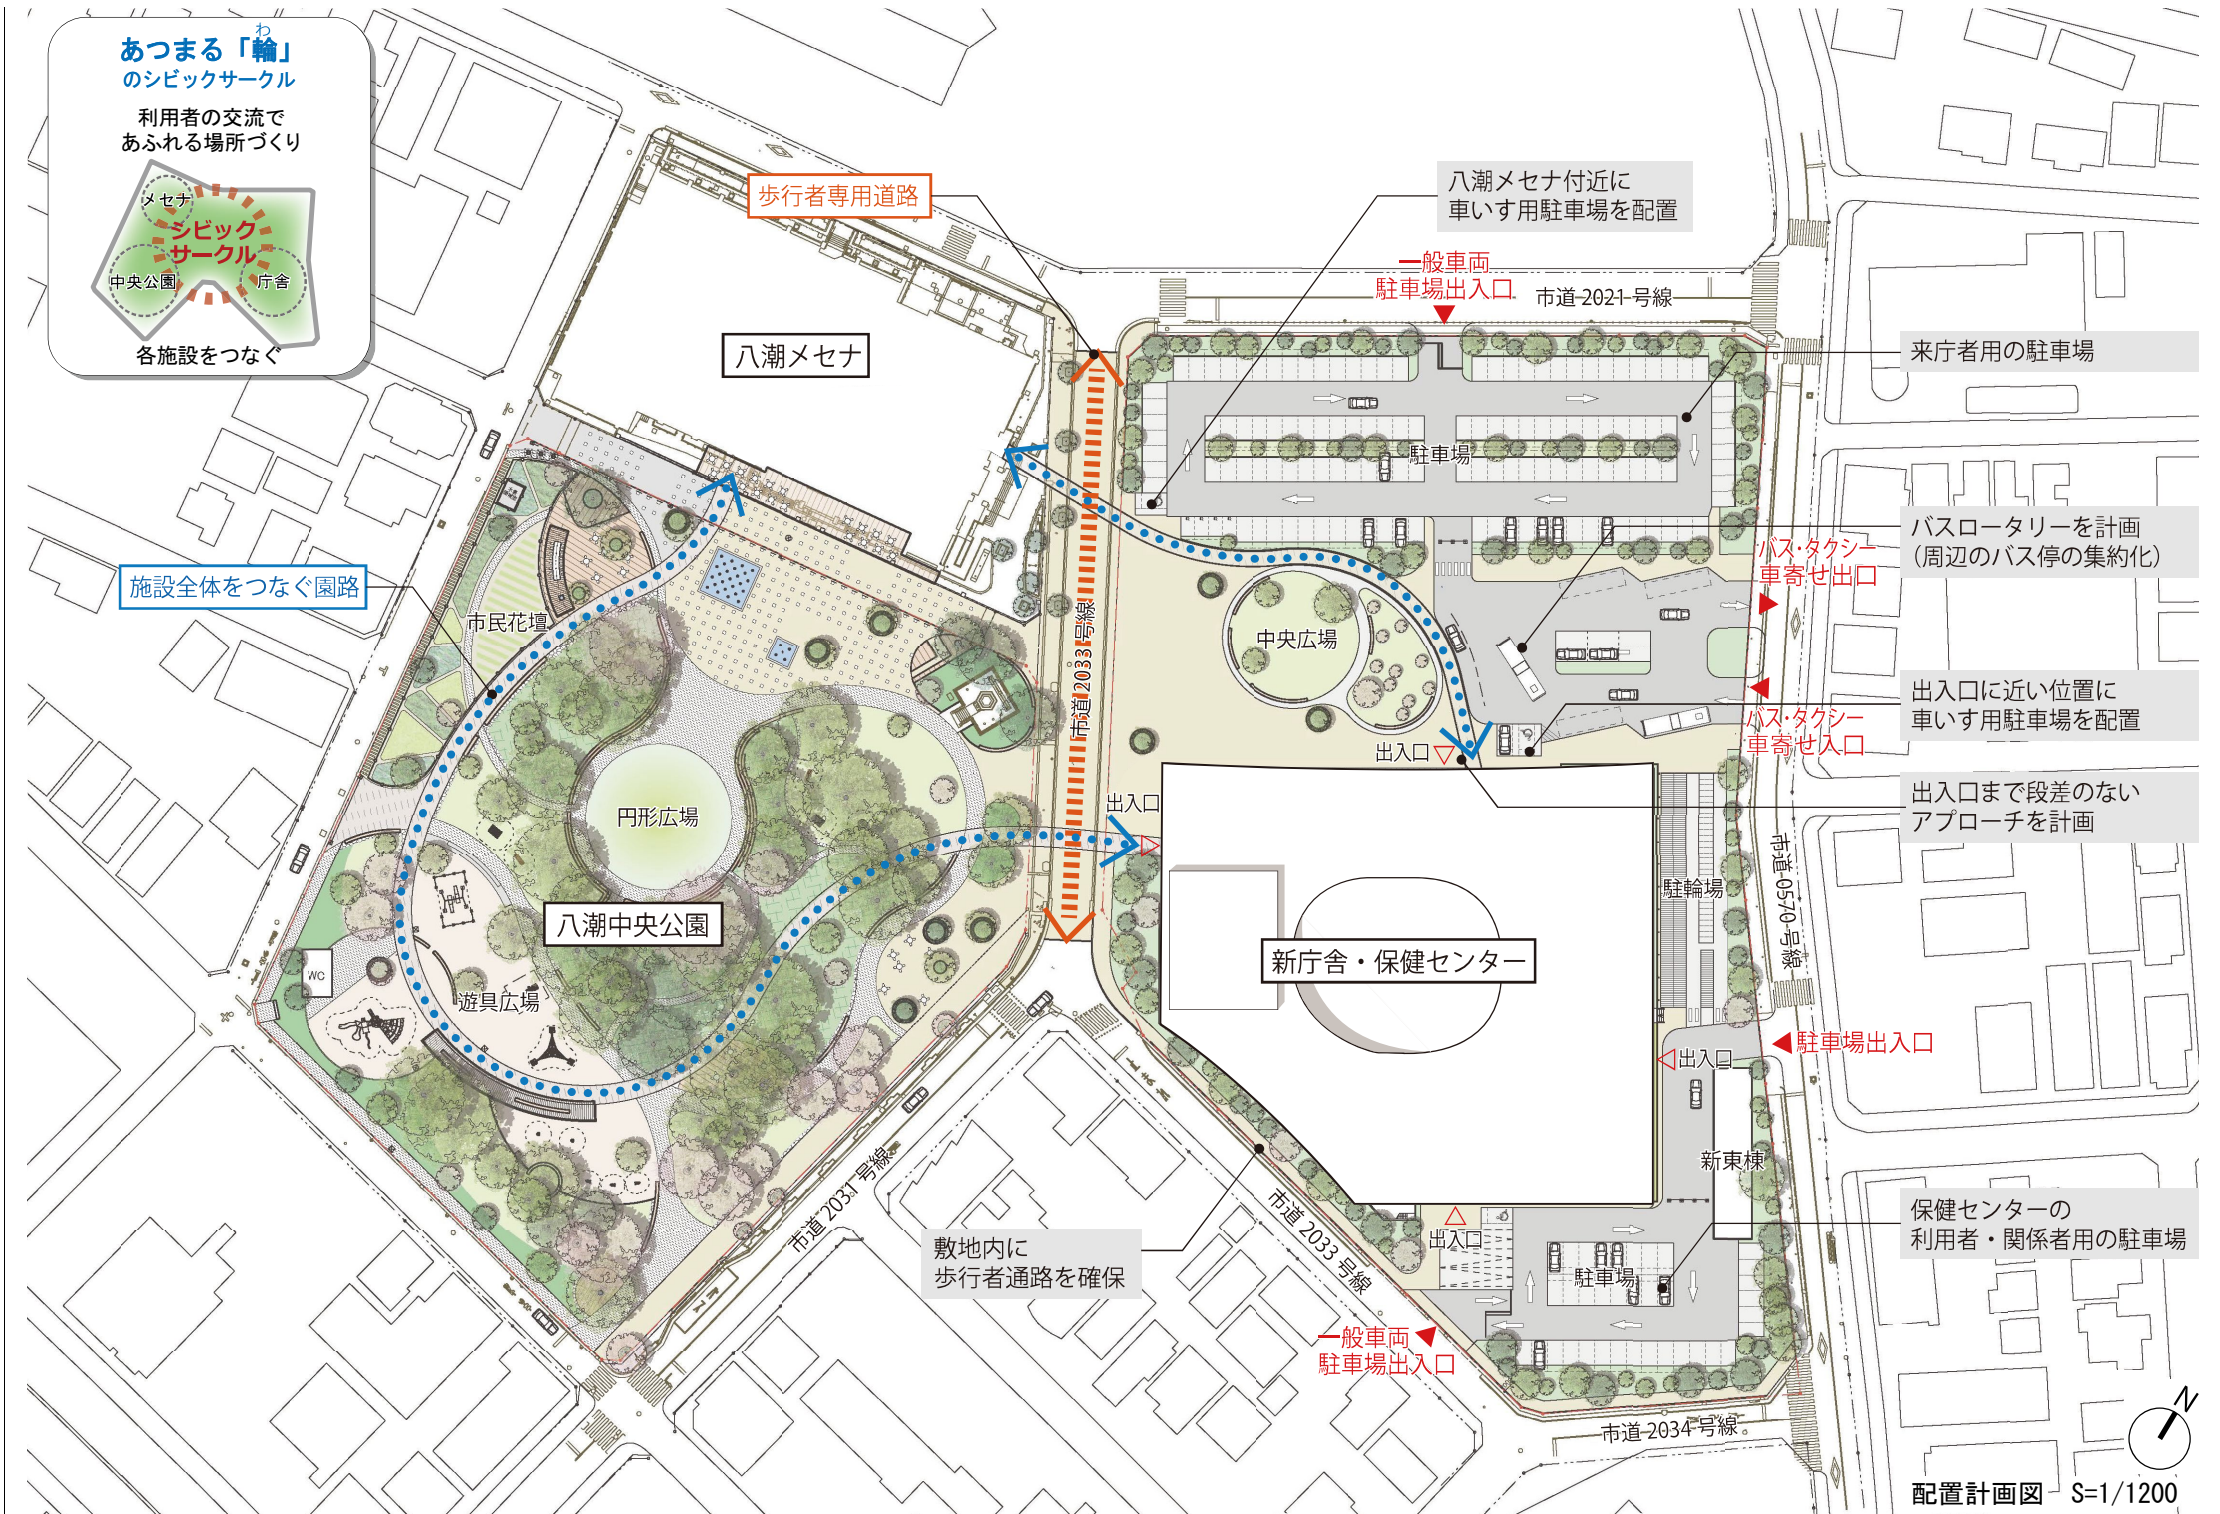 わ
あつまる「輪」
のシビックサークル
利用者の交流で
あふれる場所づくり
メセナ
シビック
サークル
中央公園
庁舎
各施設をつなぐ
歩行者専用道路
八潮メセナ付近に
車いす用駐車場を配置
一般車両
駐車場出入口
市道2021号線
八潮メセナ
来庁者用の駐車場
駐車場
バスロータリーを計画
（周辺のバス停の集約化）
バス・タクシー
車寄せ出口
施設全体をつなぐ園路
市民花壇
中央広場
市道2033号線
出入口に近い位置に
車いす用駐車場を配置
バス・タクシー
車寄せ入口
出入口
出入口まで段差のない
アプローチを計画
出入口
円形広場
市道0570号線
駐輪場
八潮中央公園
新庁舎・保健センター
WC
遊具広場
駐車場出入口
出入口
新東棟
市道2031号線
市道2033号線
保健センターの
利用者・関係者用の駐車場
敷地内に
歩行者通路を確保
出入口
駐車場
一般車両
駐車場出入口
市道2034号線
N
配置計画図 S=1/1200